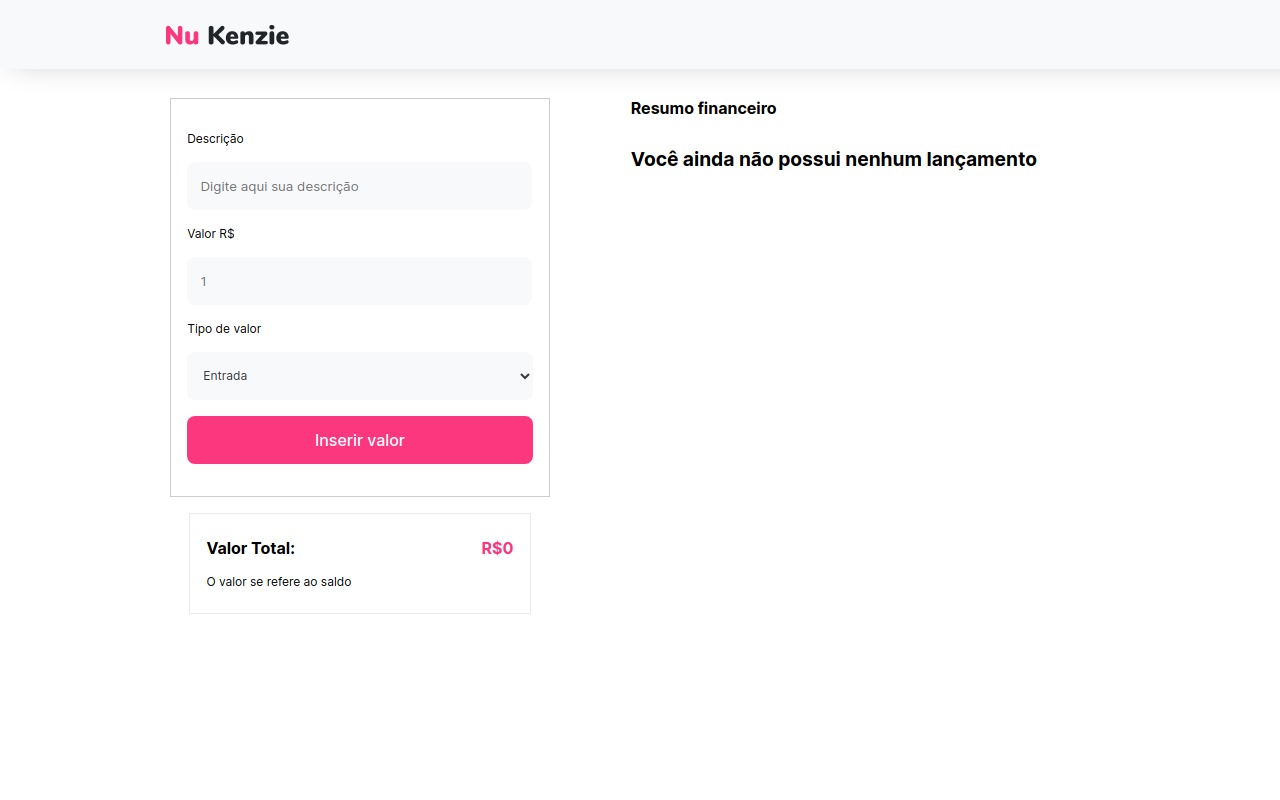 Nu Kenzie
Descrição
Digite aqui sua descrição
Valor R$
1
Tipo de valor
Entrada
Inserir valor
Valor Total: R$0
O valor se refere ao saldo
Resumo financeiro
Você ainda não possui nenhum lançamento